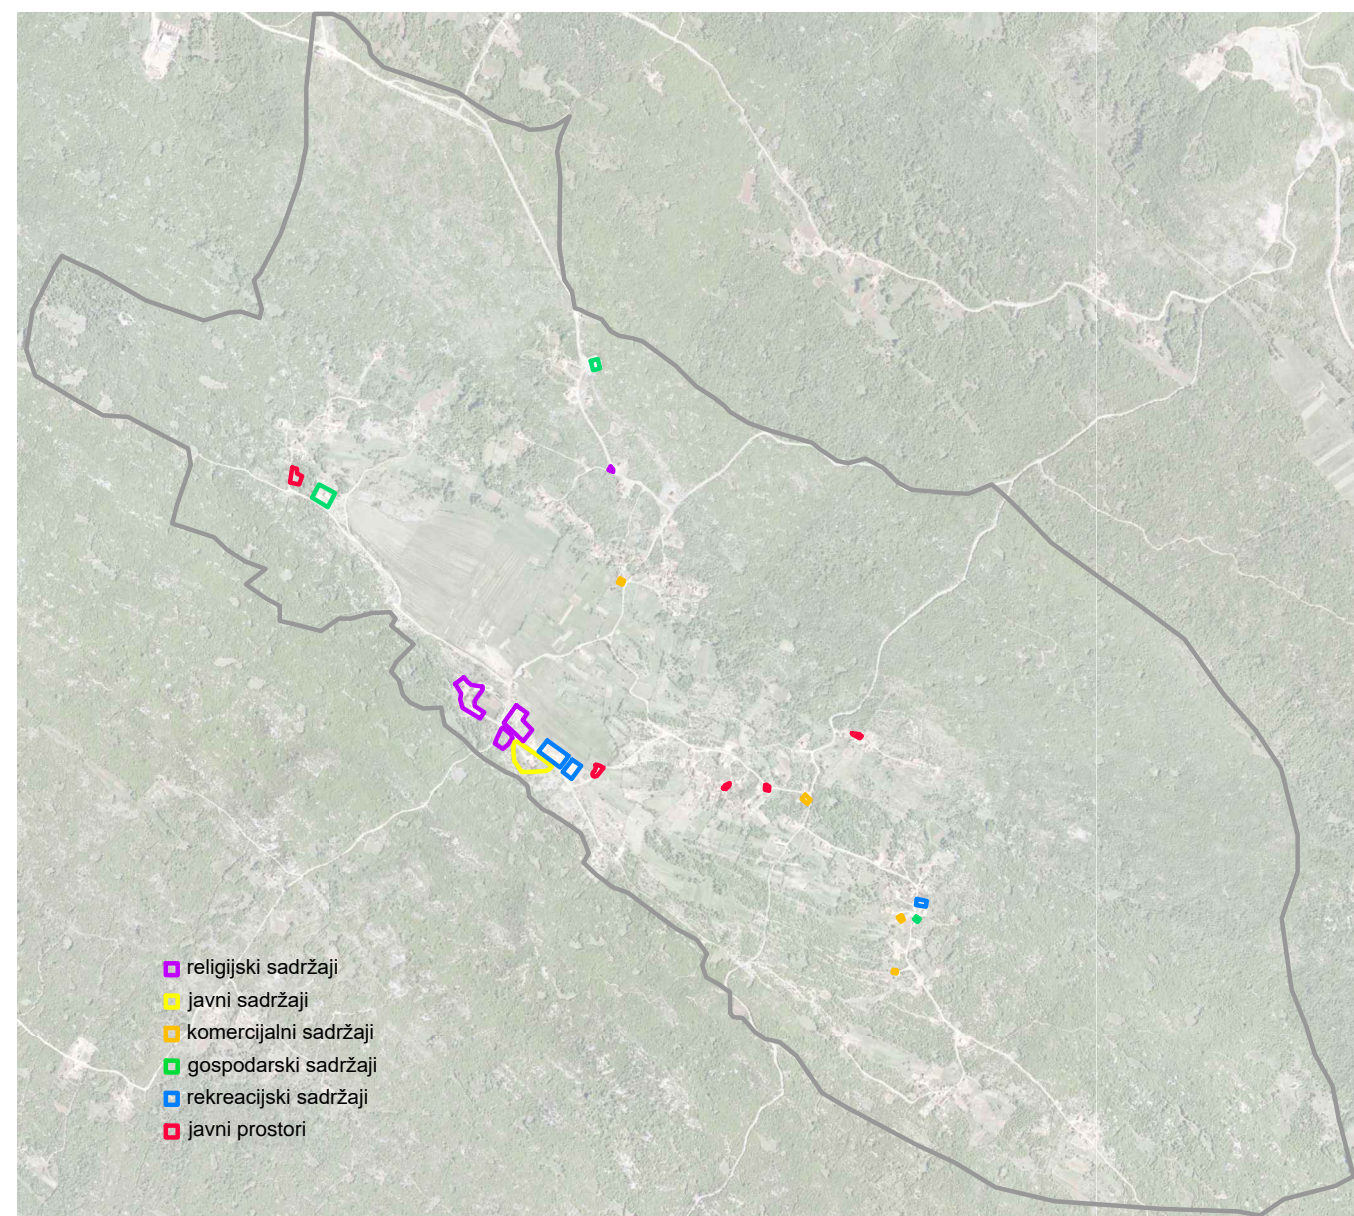 religijski sadržaji
javni sadržaji
komercijalni sadržaji
gospodarski sadržaji
rekreacijski sadržaji
javni prostori